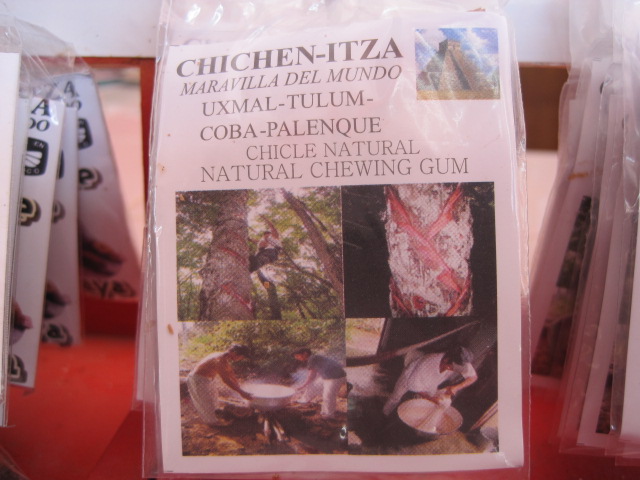 CHICHEN-ITZA
MARAVILLA DEL MUNDO
UXMAL-TULUM-
COBA-PALENQUE
CHICLE NATURAL
NATURAL CHEWING GUM